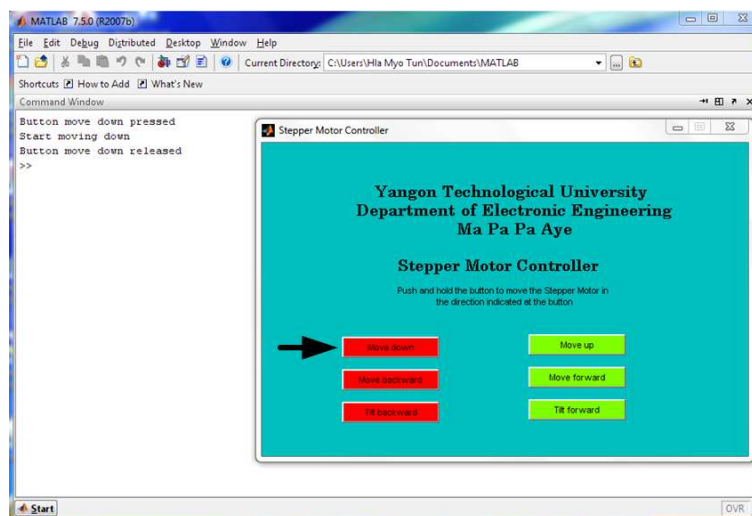 MATLAB 7.5.0 (R2007b)
File Edit Debug Distributed Desktop Window Help
Current Directory: C:\Users\Hla Myo Tun\Documents\MATLAB
Shortcuts How to Add What's New
Command Window
Button move down pressed
Start moving down
Button move down released
>>
Stepper Motor Controller
Yangon Technological University
Department of Electronic Engineering
Ma Pa Pa Aye
Stepper Motor Controller
Push and hold the button to move the Stepper Motor in
the direction indicated at the button
Move down Move up
Move backward Move forward
Tilt backward Tilt forward
Start OVR